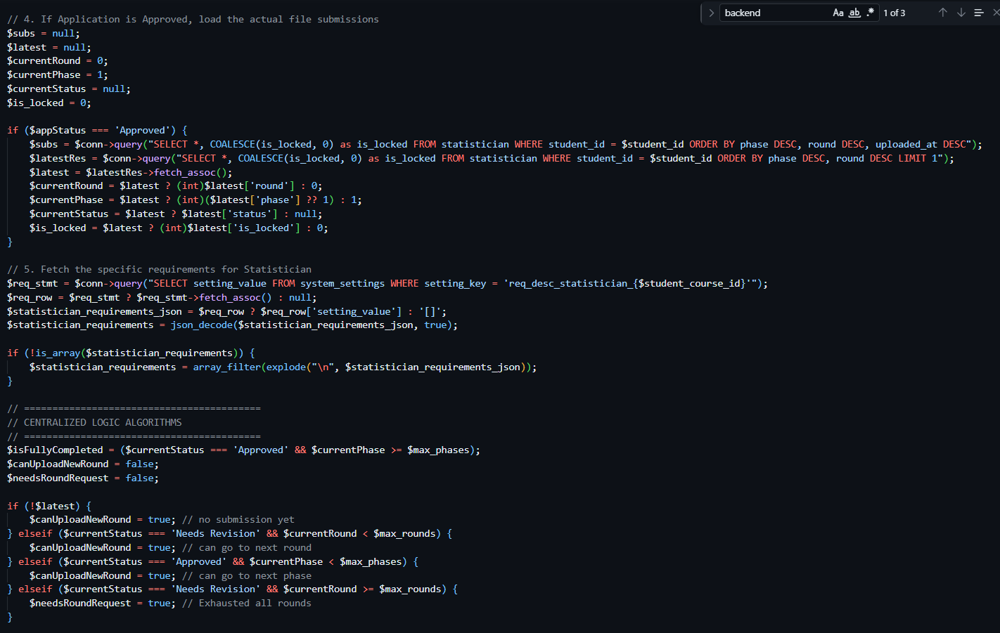 backend Aa ab .* 1 of 3
// 4. If Application is Approved, load the actual file submissions
$subs = null;
$latest = null;
$currentRound = 0;
$currentPhase = 1;
$currentStatus = null;
$is_locked = 0;

if ($appStatus === 'Approved') {
    $subs = $conn->query("SELECT *, COALESCE(is_locked, 0) as is_locked FROM statistician WHERE student_id = $student_id ORDER BY phase DESC, round DESC, uploaded_at DESC");
    $latestRes = $conn->query("SELECT *, COALESCE(is_locked, 0) as is_locked FROM statistician WHERE student_id = $student_id ORDER BY phase DESC, round DESC LIMIT 1");
    $latest = $latestRes->fetch_assoc();
    $currentRound = $latest ? (int)$latest['round'] : 0;
    $currentPhase = $latest ? (int)($latest['phase'] ?? 1) : 1;
    $currentStatus = $latest ? $latest['status'] : null;
    $is_locked = $latest ? (int)$latest['is_locked'] : 0;
}

// 5. Fetch the specific requirements for Statistician
$req_stmt = $conn->query("SELECT setting_value FROM system_settings WHERE setting_key = 'req_desc_statistician_{$student_course_id}'");
$req_row = $req_stmt ? $req_stmt->fetch_assoc() : null;
$statistician_requirements_json = $req_row ? $req_row['setting_value'] : '[]';
$statistician_requirements = json_decode($statistician_requirements_json, true);

if (!is_array($statistician_requirements)) {
    $statistician_requirements = array_filter(explode("\n", $statistician_requirements_json));
}

// ==========================================
// CENTRALIZED LOGIC ALGORITHMS
// ==========================================
$isFullyCompleted = ($currentStatus === 'Approved' && $currentPhase >= $max_phases);
$canUploadNewRound = false;
$needsRoundRequest = false;

if (!$latest) {
    $canUploadNewRound = true; // no submission yet
} elseif ($currentStatus === 'Needs Revision' && $currentRound < $max_rounds) {
    $canUploadNewRound = true; // can go to next round
} elseif ($currentStatus === 'Approved' && $currentPhase < $max_phases) {
    $canUploadNewRound = true; // can go to next phase
} elseif ($currentStatus === 'Needs Revision' && $currentRound >= $max_rounds) {
    $needsRoundRequest = true; // Exhausted all rounds
}